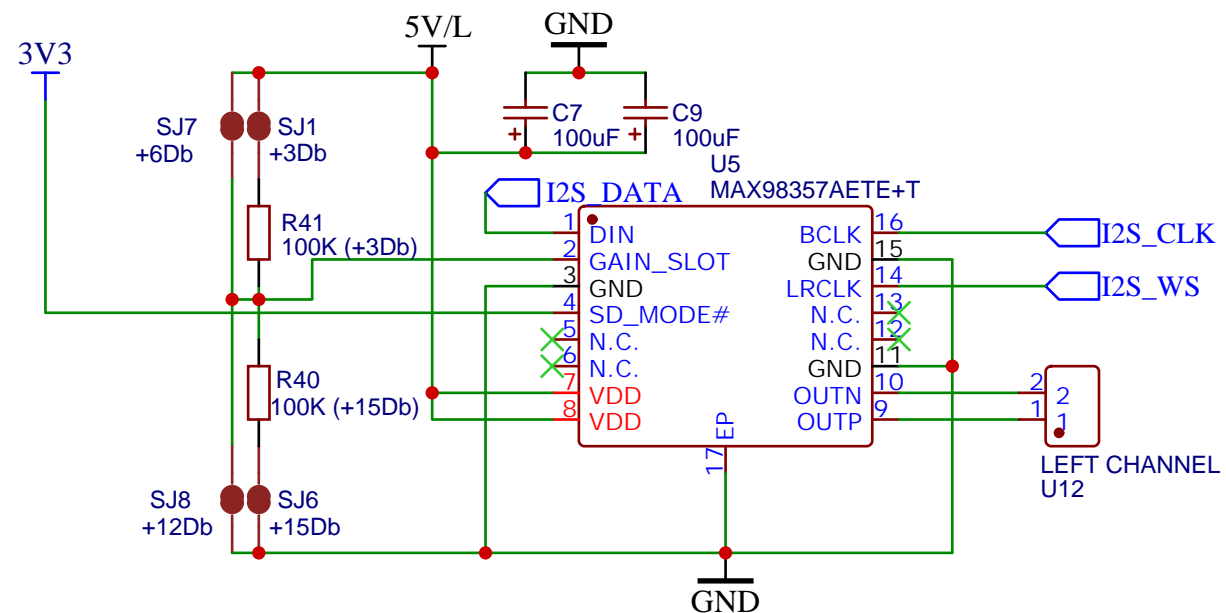 5V/L
GND
3V3
SJ7
+6Db
SJ1
+3Db
C7
100uF
C9
100uF
U5
MAX98357AETE+T
I2S_DATA
R41
100K (+3Db)
1
DIN
2
GAIN_SLOT
3
GND
4
SD_MODE#
5
N.C.
6
N.C.
7
VDD
8
VDD
16
BCLK
15
GND
14
LRCLK
13
N.C.
12
N.C.
11
GND
10
OUTN
9
OUTP
17
EP
I2S_CLK
I2S_WS
2
2
1
1
LEFT CHANNEL
U12
R40
100K (+15Db)
SJ8
+12Db
SJ6
+15Db
GND